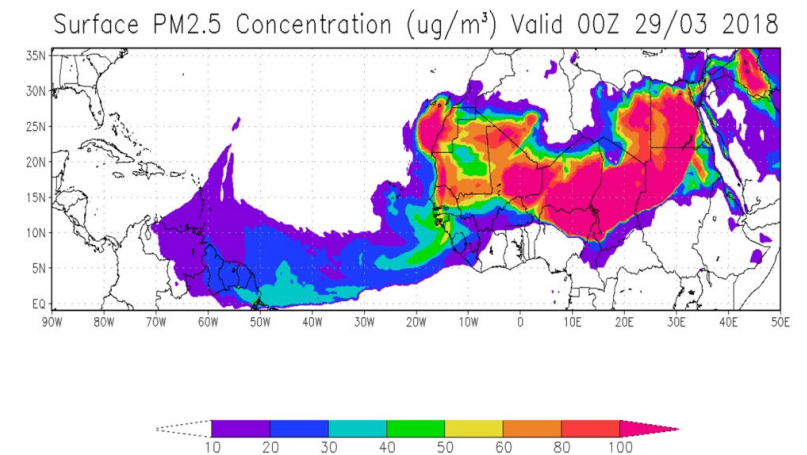 Surface PM2.5 Concentration (ug/m³) Valid 00Z 29/03 2018
35N
30N
25N
20N
15N
10N
5N
EQ
90W 80W 70W 60W 50W 40W 30W 20W 10W 0 10E 20E 30E 40E 50E
10 20 30 40 50 60 80 100